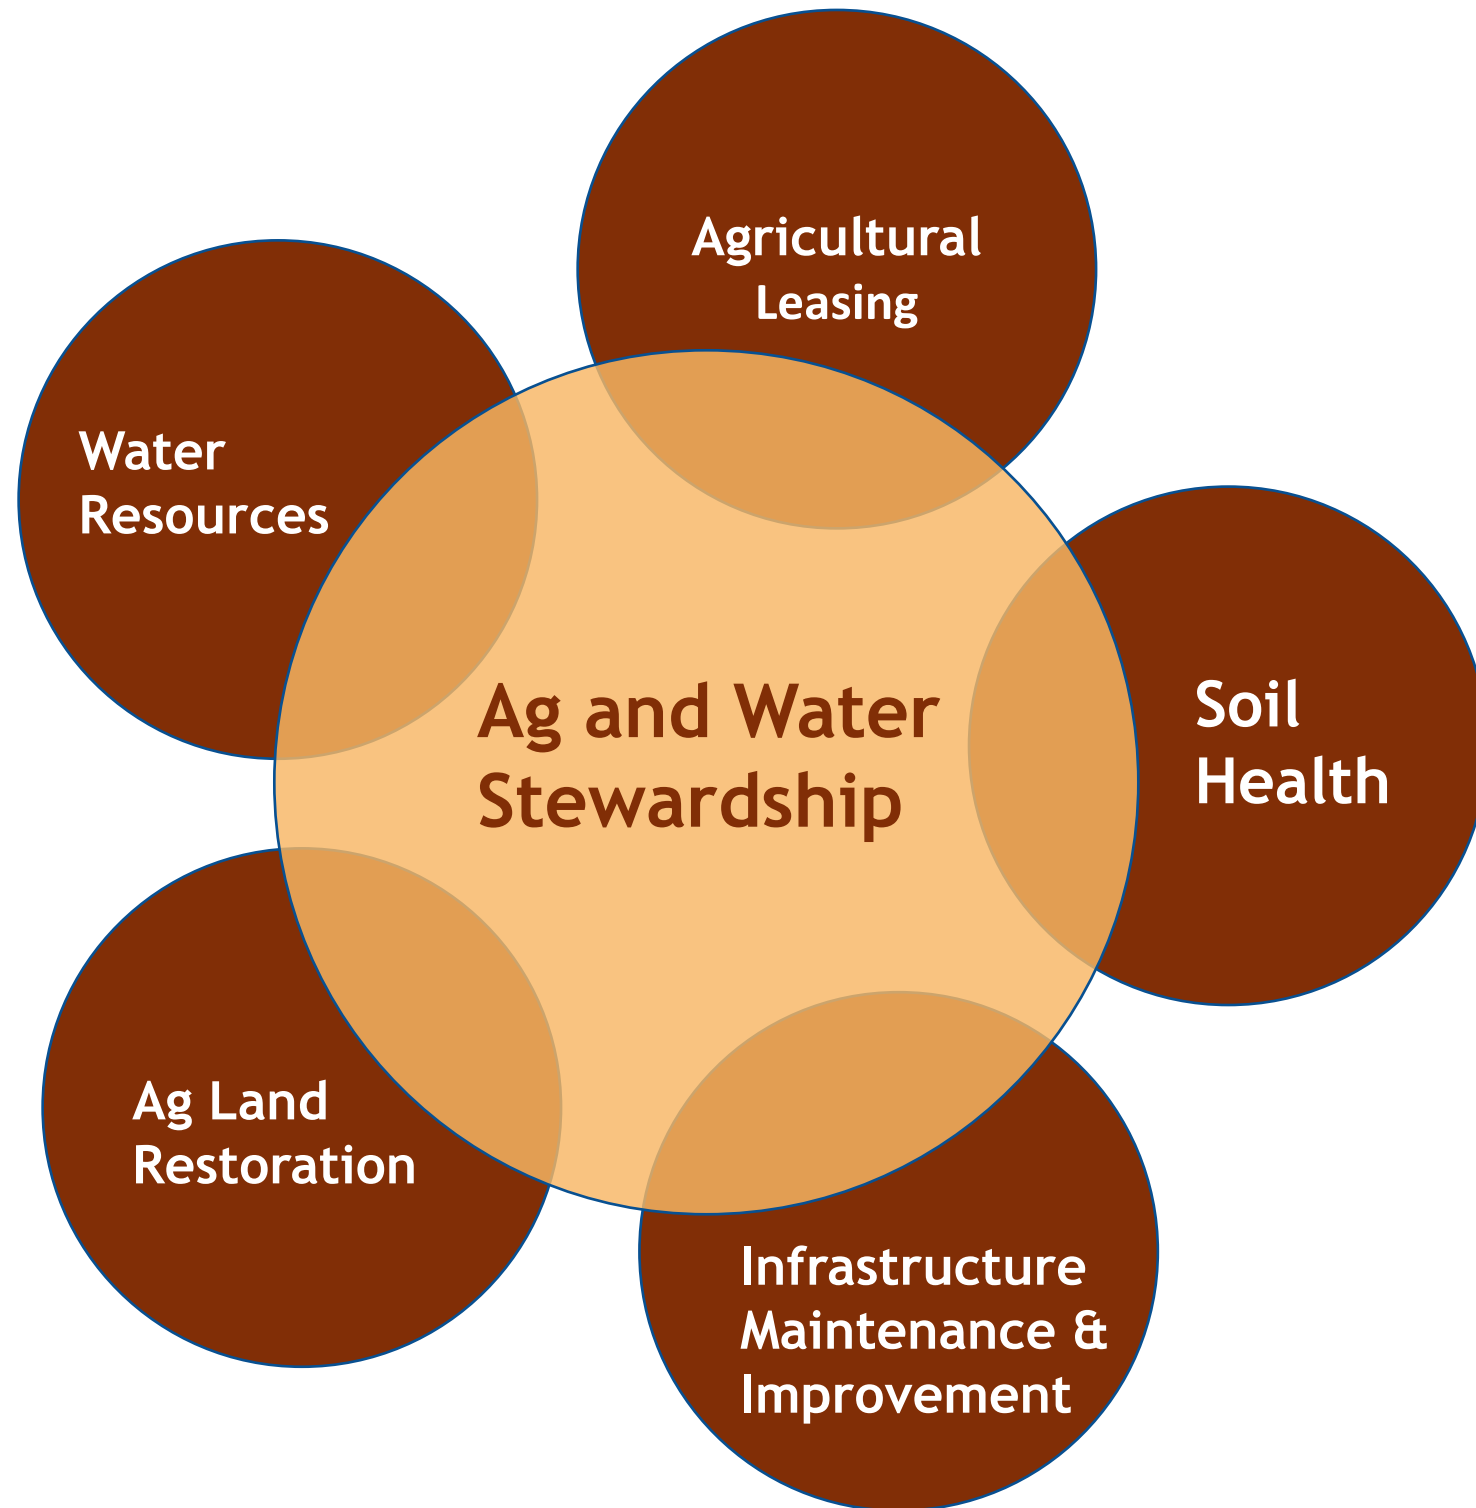 Agricultural
Leasing
Water
Resources
Soil
Health
Ag and Water
Stewardship
Ag Land
Restoration
Infrastructure
Maintenance &
Improvement